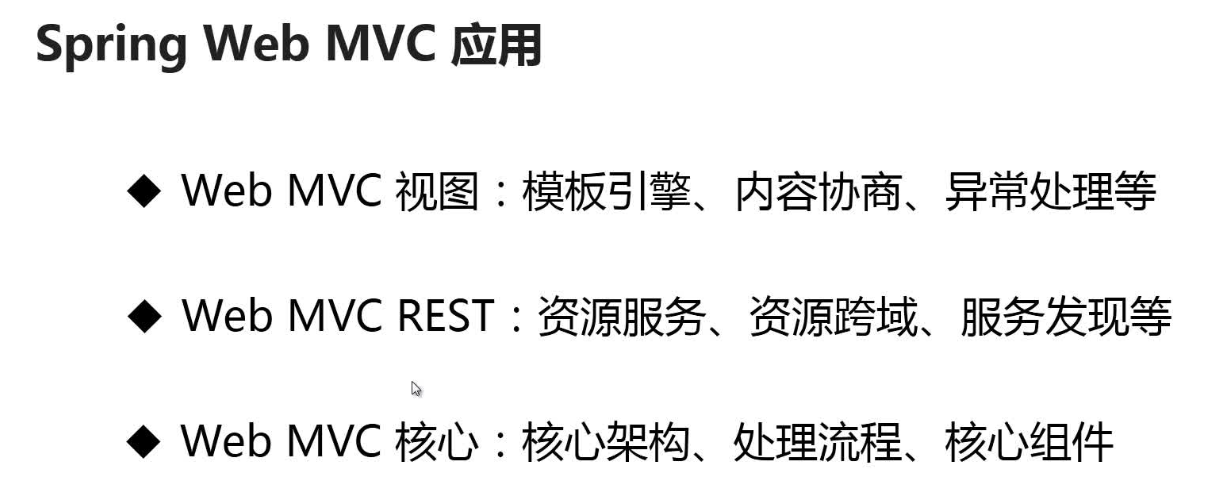 Spring Web MVC 应用
◆ Web MVC 视图：模板引擎、内容协商、异常处理等
◆ Web MVC REST：资源服务、资源跨域、服务发现等
◆ Web MVC 核心：核心架构、处理流程、核心组件